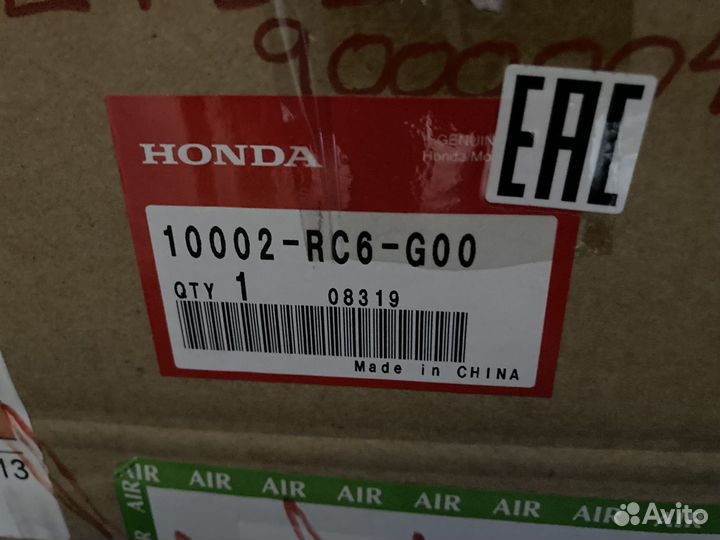 HONDA
GENUIN
Honda Mo
EAC
10002-RC6-G00
QTY 1 08319
Made in CHINA
13
AIR AIR AIR AIR AIR AIR AIR
AIR
Avito